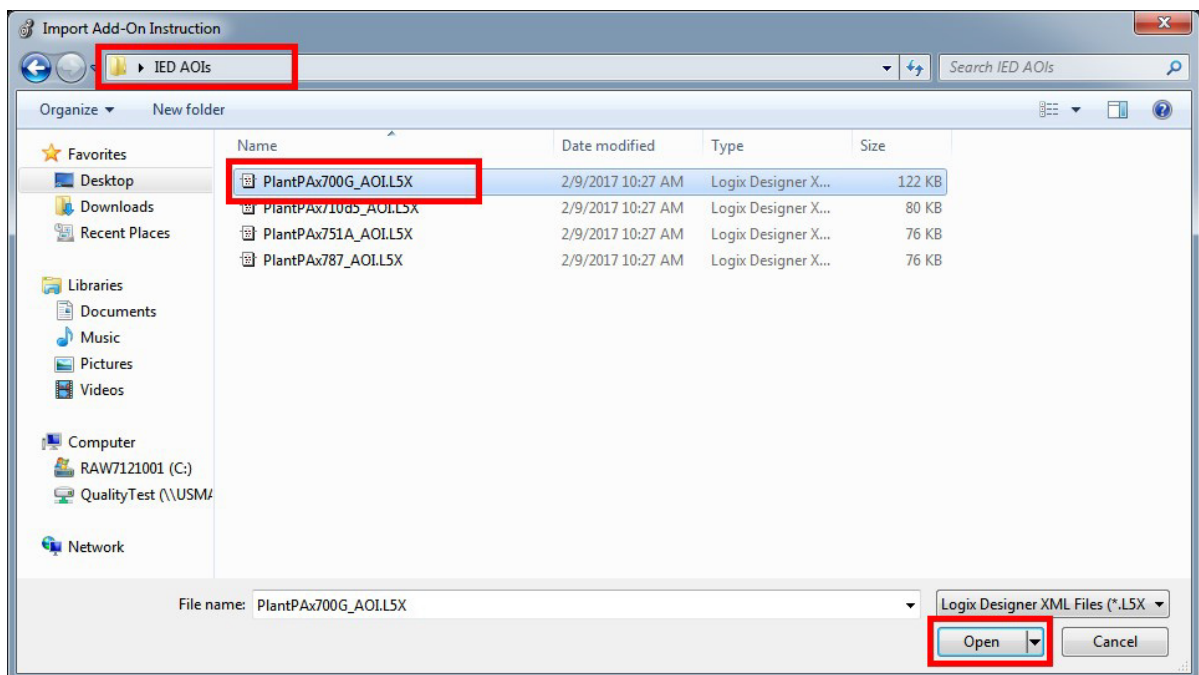 Import Add-On Instruction
IED AOIs
Search IED AOIs
Organize New folder
Name Date modified Type Size
Favorites
Desktop
Downloads
Recent Places
Libraries
Documents
Music
Pictures
Videos
Computer
RAW7121001 (C:)
QualityTest (\\USMA
Network
PlantPAx700G_AOI.L5X 2/9/2017 10:27 AM Logix Designer X... 122 KB
PlantPAx710d5_AOI.L5X 2/9/2017 10:27 AM Logix Designer X... 80 KB
PlantPAx751A_AOI.L5X 2/9/2017 10:27 AM Logix Designer X... 76 KB
PlantPAx787_AOI.L5X 2/9/2017 10:27 AM Logix Designer X... 76 KB
File name: PlantPAx700G_AOI.L5X Logix Designer XML Files (*.L5X
Open Cancel